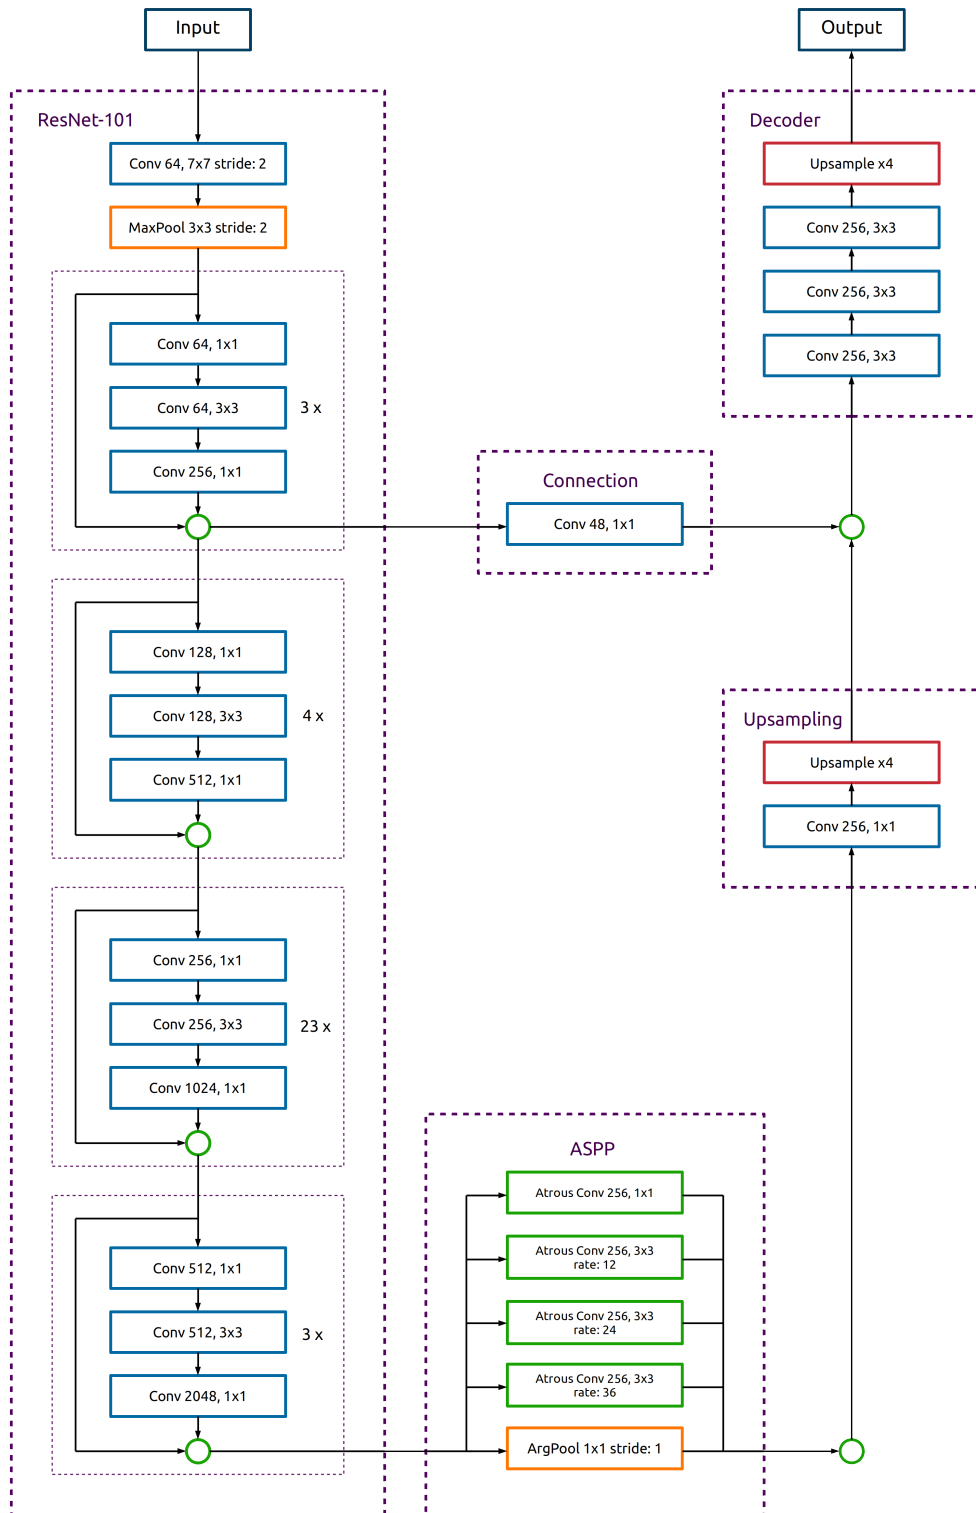 Input
Output
ResNet-101
Conv 64, 7x7 stride: 2
MaxPool 3x3 stride: 2
Conv 64, 1x1
Conv 64, 3x3
3 x
Conv 256, 1x1
Conv 128, 1x1
Conv 128, 3x3
4 x
Conv 512, 1x1
Conv 256, 1x1
Conv 256, 3x3
23 x
Conv 1024, 1x1
Conv 512, 1x1
Conv 512, 3x3
3 x
Conv 2048, 1x1
Connection
Conv 48, 1x1
ASPP
Atrous Conv 256, 1x1
Atrous Conv 256, 3x3
rate: 12
Atrous Conv 256, 3x3
rate: 24
Atrous Conv 256, 3x3
rate: 36
ArgPool 1x1 stride: 1
Decoder
Upsample x4
Conv 256, 3x3
Conv 256, 3x3
Conv 256, 3x3
Upsampling
Upsample x4
Conv 256, 1x1